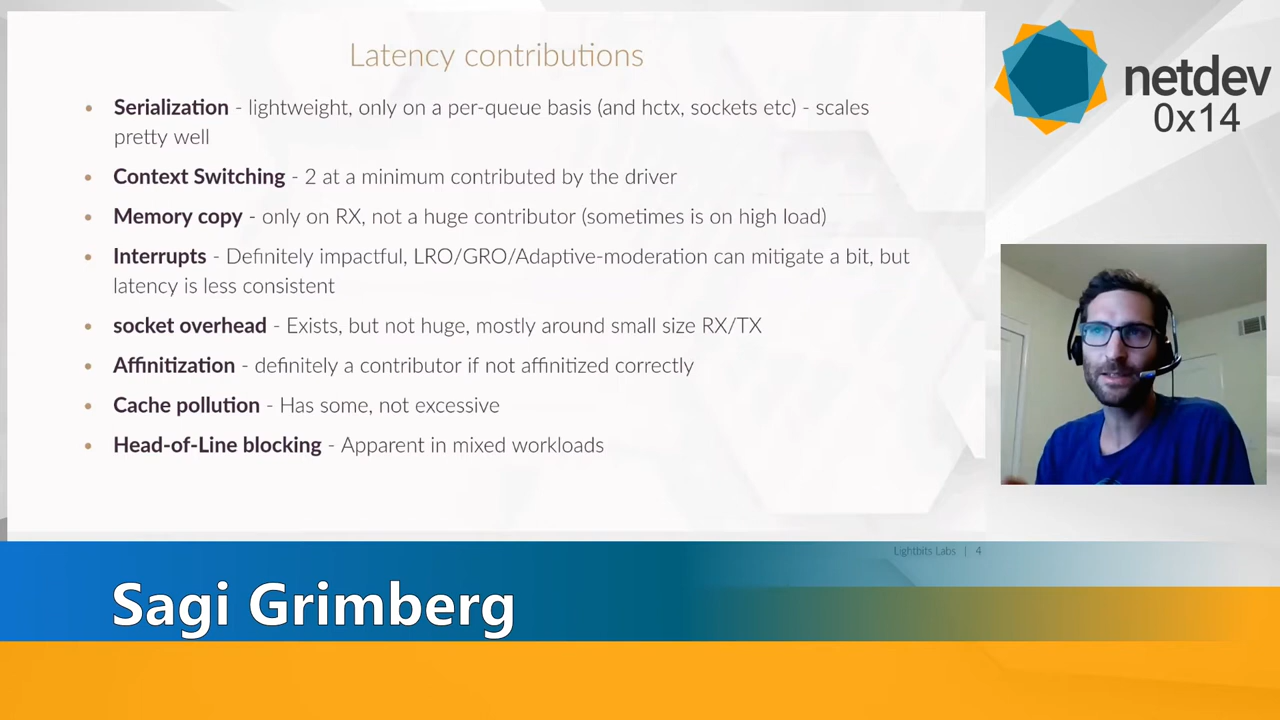 Latency contributions
• Serialization - lightweight, only on a per-queue basis (and hctx, sockets etc) - scales
pretty well
• Context Switching - 2 at a minimum contributed by the driver
• Memory copy - only on RX, not a huge contributor (sometimes is on high load)
• Interrupts - Definitely impactful, LRO/GRO/Adaptive-moderation can mitigate a bit, but
latency is less consistent
• socket overhead - Exists, but not huge, mostly around small size RX/TX
• Affinitization - definitely a contributor if not affinitized correctly
• Cache pollution - Has some, not excessive
• Head-of-Line blocking - Apparent in mixed workloads
Lightbits Labs | 4
netdev
0x14
Sagi Grimberg